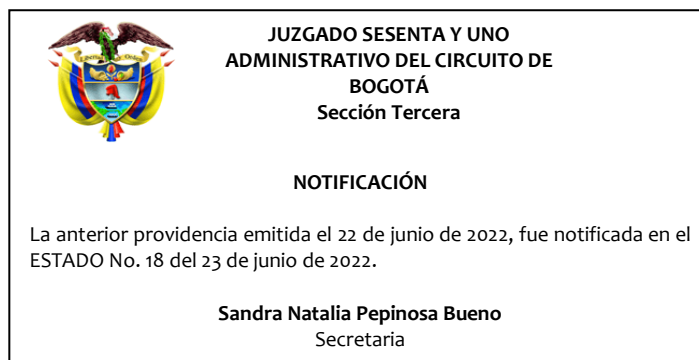 JUZGADO SESENTA Y UNO
ADMINISTRATIVO DEL CIRCUITO DE
BOGOTÁ
Sección Tercera
NOTIFICACIÓN
La anterior providencia emitida el 22 de junio de 2022, fue notificada en el
ESTADO No. 18 del 23 de junio de 2022.
Sandra Natalia Pepinosa Bueno
Secretaria